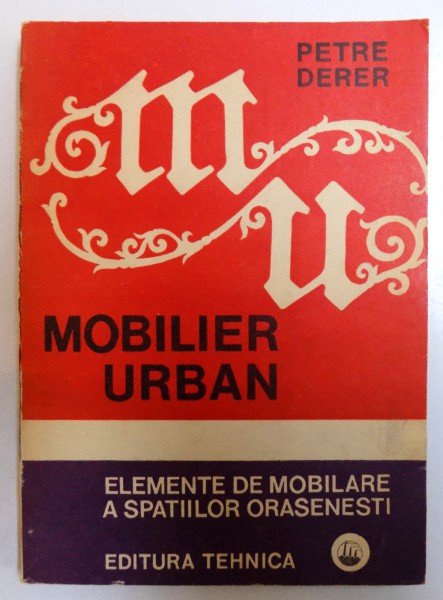 PETRE
DERER
m
u
MOBILIER
URBAN
ELEMENTE DE MOBILARE
A SPATIILOR ORASENESTI
EDITURA TEHNICA